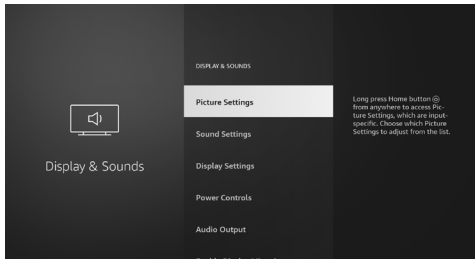 DISPLAY & SOUNDS
Display & Sounds
Picture Settings
Sound Settings
Display Settings
Power Controls
Audio Output
Long press Home button
from anywhere to access Pic-
ture Settings, which are input-
specific. Choose which Picture
Settings to adjust from the list.